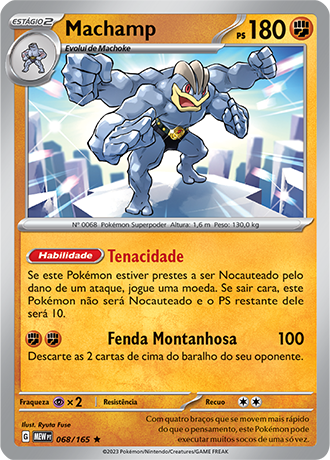 ESTÁGIO 2 Machamp PS 180
Evolui de Machoke
Nº 0068 Pokémon Superpoder Altura: 1,6 m Peso: 130,0 kg
Habilidade Tenacidade
Se este Pokémon estiver prestes a ser Nocauteado pelo
dano de um ataque, jogue uma moeda. Se sair cara, este
Pokémon não será Nocauteado e o PS restante dele
será 10.
Fenda Montanhosa 100
Descarte as 2 cartas de cima do baralho do seu oponente.
Fraqueza ×2 Resistência Recuo
Ilust. Ryuta Fuse
G MEW PT 068/165 ★
Com quatro braços que se movem mais rápido
do que o pensamento, este Pokémon pode
executar muitos socos de uma só vez.
©2023 Pokémon/Nintendo/Creatures/GAME FREAK